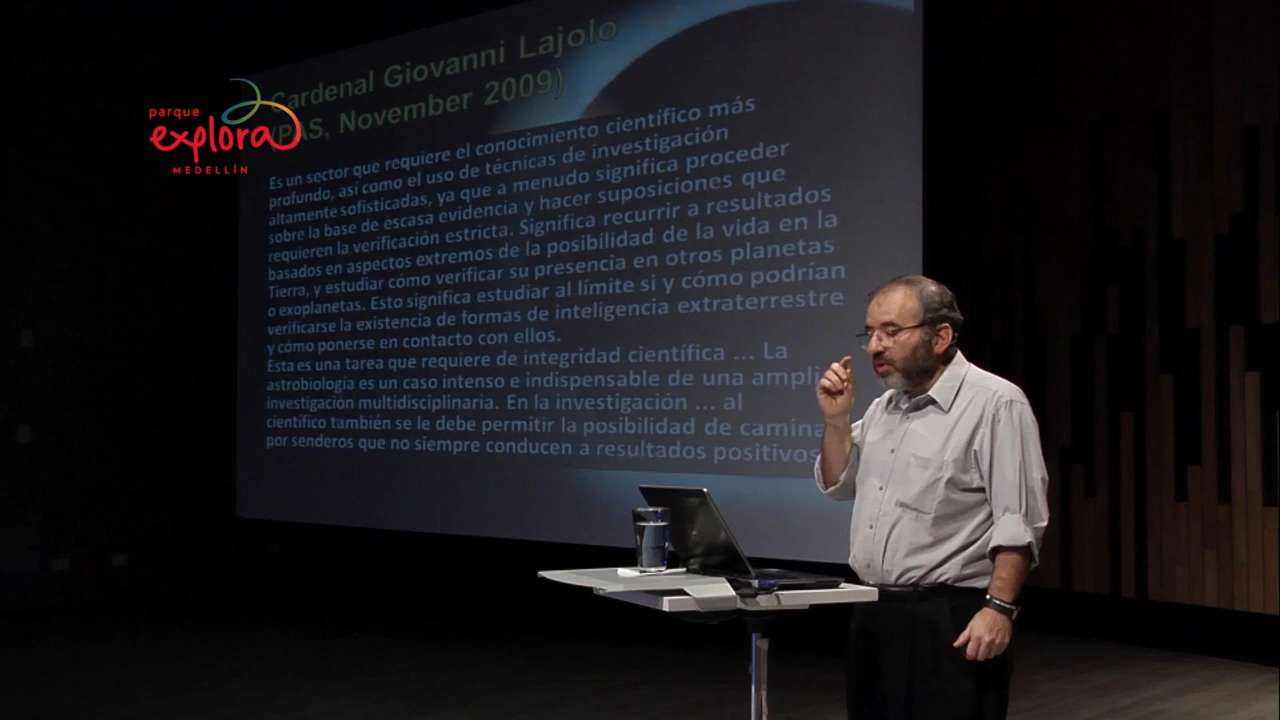 parque
explora
MEDELLÍN
Cardenal Giovanni Lajolo
(PAS, November 2009)
Es un sector que requiere el conocimiento científico más
profundo, así como el uso de técnicas de investigación
altamente sofisticadas, ya que a menudo significa proceder
sobre la base de escasa evidencia y hacer suposiciones que
requieren la verificación estricta. Significa recurrir a resultados
basados en aspectos extremos de la posibilidad de la vida en la
Tierra, y estudiar cómo verificar su presencia en otros planetas
o exoplanetas. Esto significa estudiar al límite si y cómo podrían
verificarse la existencia de formas de inteligencia extraterrestre
y cómo ponerse en contacto con ellos.
Esta es una tarea que requiere de integridad científica ... La
astrobiología es un caso intenso e indispensable de una ampli
investigación multidisciplinaria. En la investigación ... al
científico también se le debe permitir la posibilidad de camina
por senderos que no siempre conducen a resultados positivos